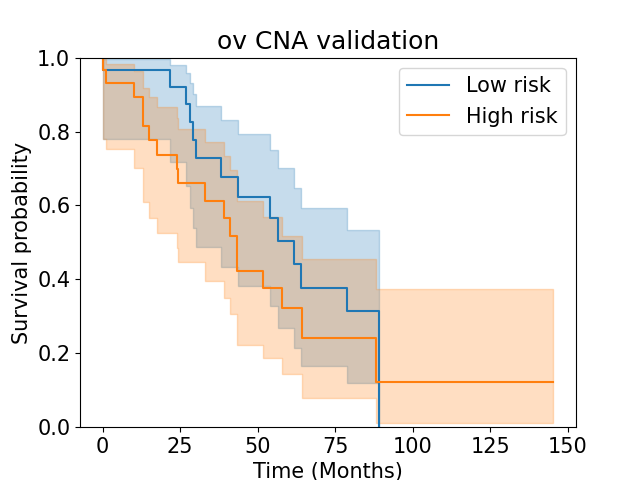 ov CNA validation
Low risk
High risk
Survival probability
1.0
0.8
0.6
0.4
0.2
0.0
0 25 50 75 100 125 150
Time (Months)